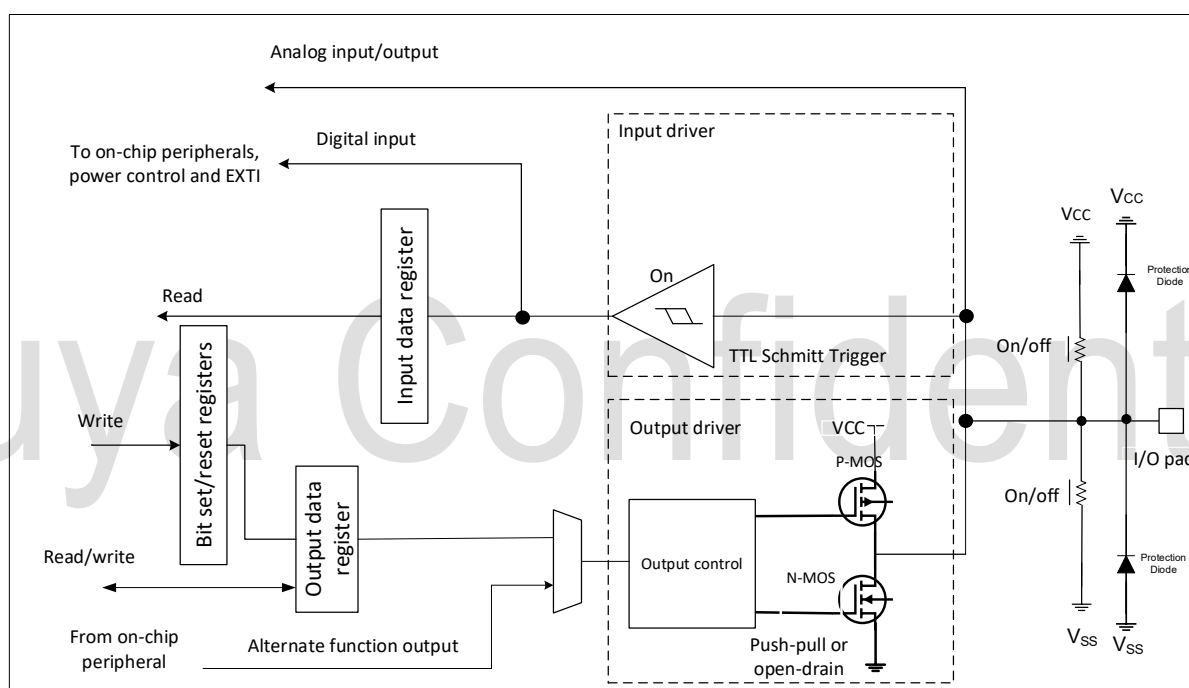 Analog input/output
Digital input
To on-chip peripherals,
power control and EXTI
Input driver
Input data register
On
TTL Schmitt Trigger
Read
Bit set/reset registers
Write
Output data
register
Read/write
From on-chip
peripheral
Alternate function output
Output driver
VCC
P-MOS
Output control
N-MOS
Push-pull or
open-drain
VCC
VCC
Protection
Diode
On/off
I/O pad
On/off
Protection
Diode
VSS
VSS
uya Confident